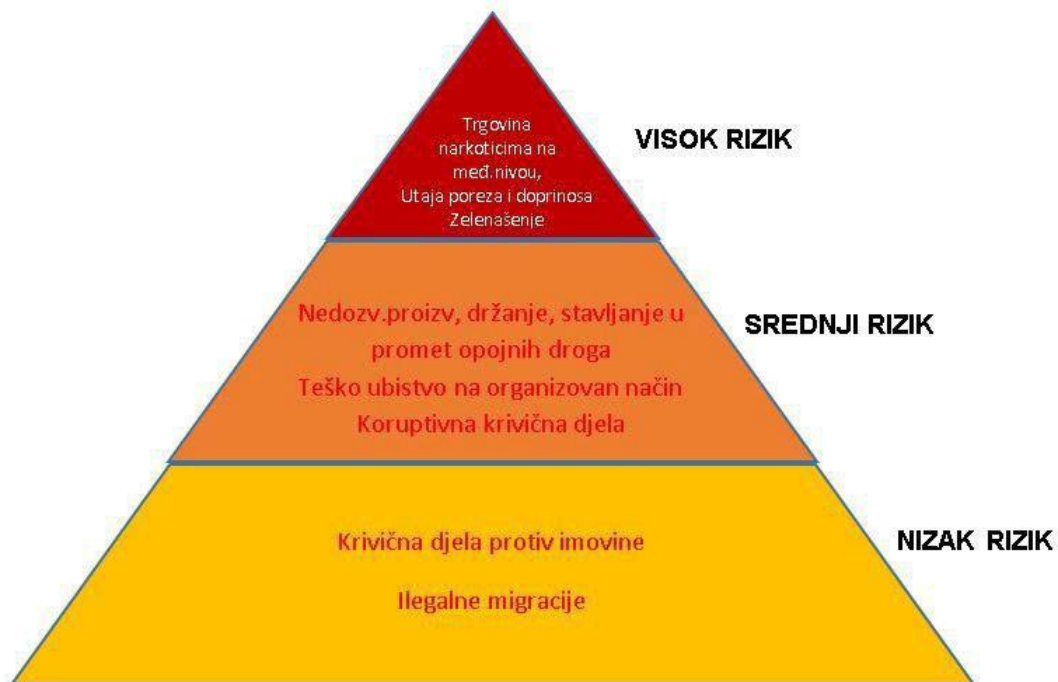 Trgovina
narkoticima na
međ.nivou,
Utaja poreza i doprinosa
Zelenašenje
VISOK RIZIK
Nedozv.proizv, držanje, stavljanje u
promet opojnih droga
Teško ubistvo na organizovan način
Koruptivna krivična djela
SREDNJI RIZIK
Krivična djela protiv imovine
Ilegalne migracije
NIZAK RIZIK